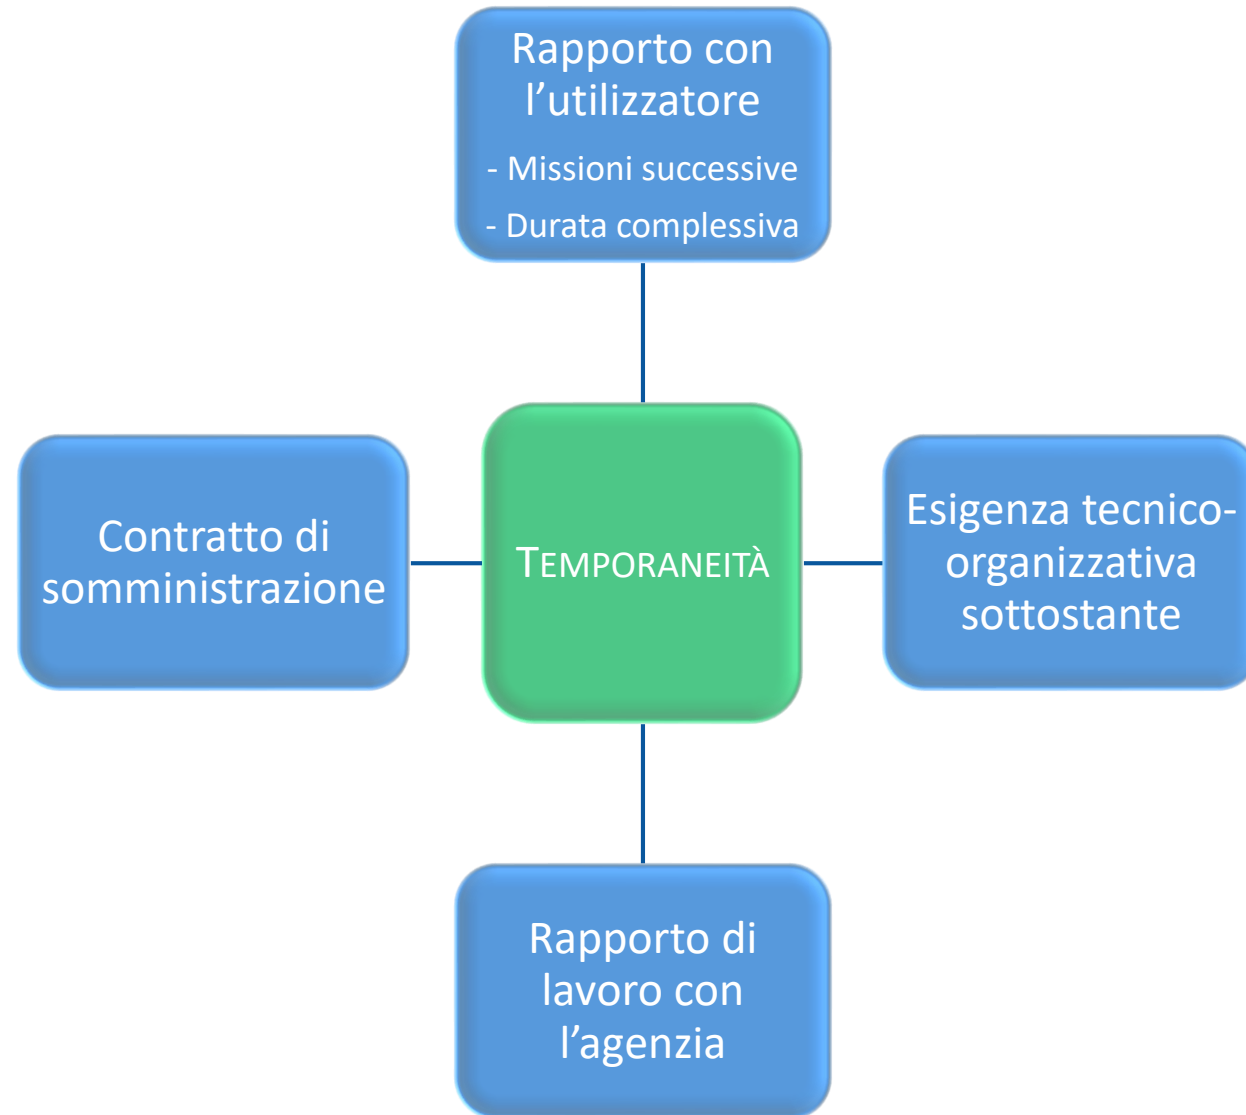 Rapporto con
l’utilizzatore
- Missioni successive
- Durata complessiva
Contratto di
somministrazione
TEMPORANEITÀ
Esigenza tecnico-
organizzativa
sottostante
Rapporto di
lavoro con
l’agenzia